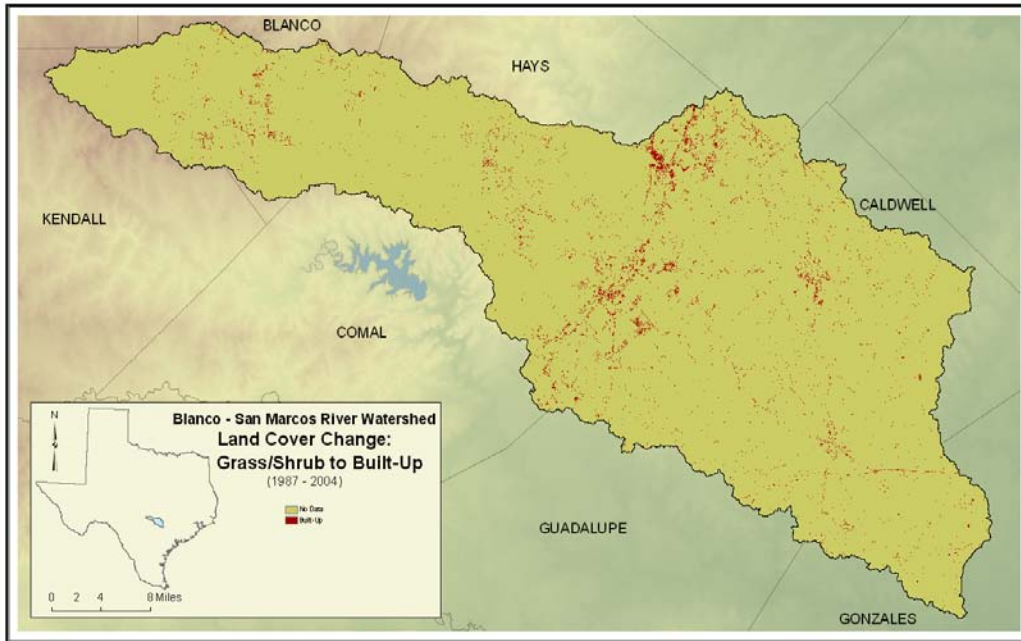 BLANCO
HAYS
CALDWELL
KENDALL
COMAL
GUADALUPE
GONZALES
Blanco - San Marcos River Watershed
Land Cover Change:
Grass/Shrub to Built-Up
(1987 - 2004)
N
No Data
Built-Up
0 2 4 8 Miles